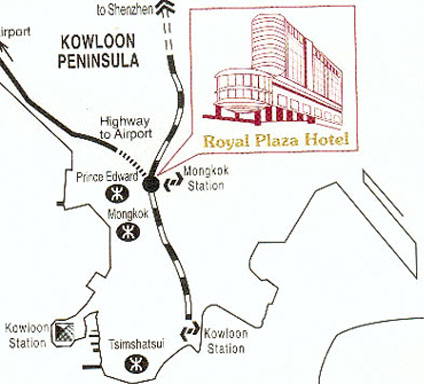 to Shenzhen
irport
KOWLOON
PENINSULA
Highway
to Airport
Royal Plaza Hotel
Prince Edward
Mongkok
Station
Mongkok
Kowloon
Station
Tsimshatsui
Kowloon
Station